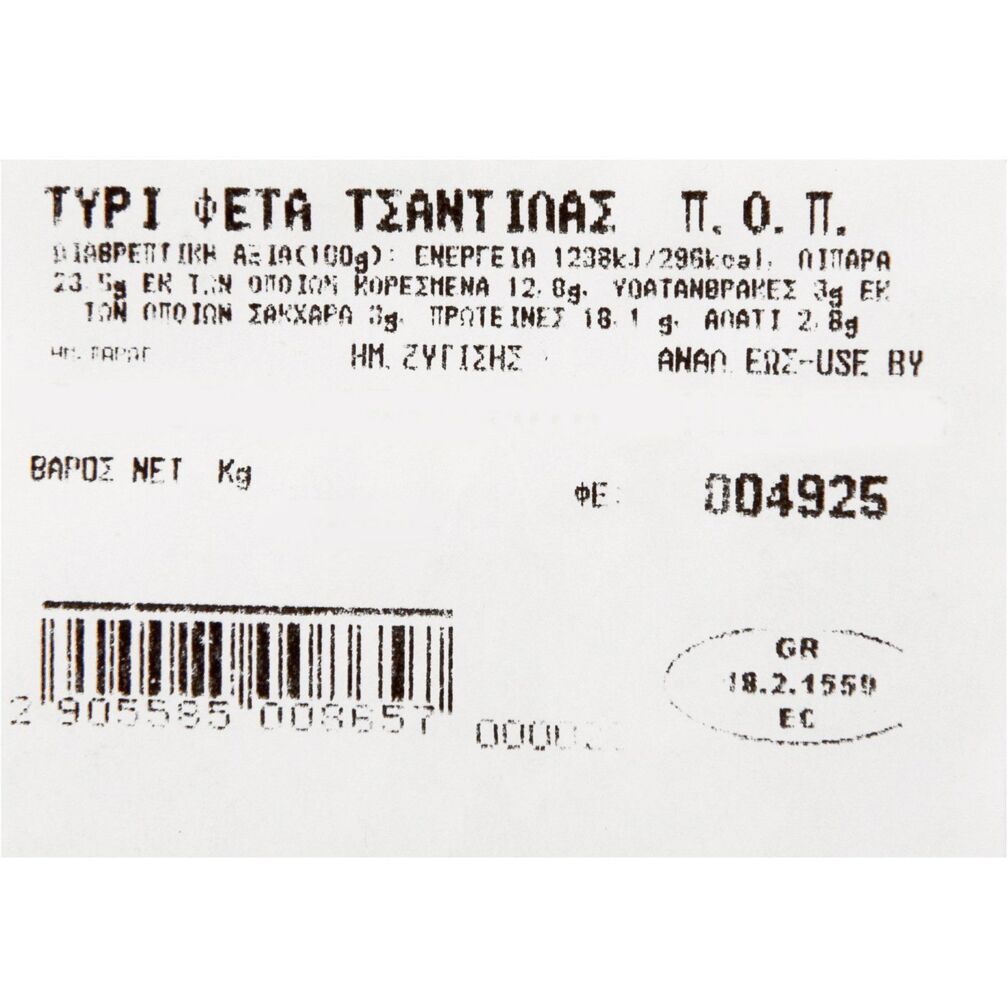 ΤΥΡΙ ΦΕΤΑ ΤΣΑΝΤΙΛΑΣ Π.Ο.Π.
ΔΙΑΘΡΕΠΤΙΚΗ ΑΞΙΑ(100g): ΕΝΕΡΓΕΙΑ 1238kJ/296kcal, ΛΙΠΑΡΑ
23.5g ΕΚ ΤΩΝ ΟΠΟΙΩΝ ΚΟΡΕΣΜΕΝΑ 12.8g, ΥΔΑΤΑΝΘΡΑΚΕΣ 3g ΕΚ
ΤΩΝ ΟΠΟΙΩΝ ΣΑΚΧΑΡΑ 3g, ΠΡΩΤΕΙΝΕΣ 18.1 g, ΑΛΑΤΙ 2.8g
ΗΜ. ΠΑΡΑΓ ΗΜ. ΖΥΓΙΣΗΣ ΑΝΑΛ. ΕΩΣ-USE BY
ΒΑΡΟΣ ΝΕΤ Kg
ΦΕ: 004925
GR
18.2.1559
EC
2 905585 008657